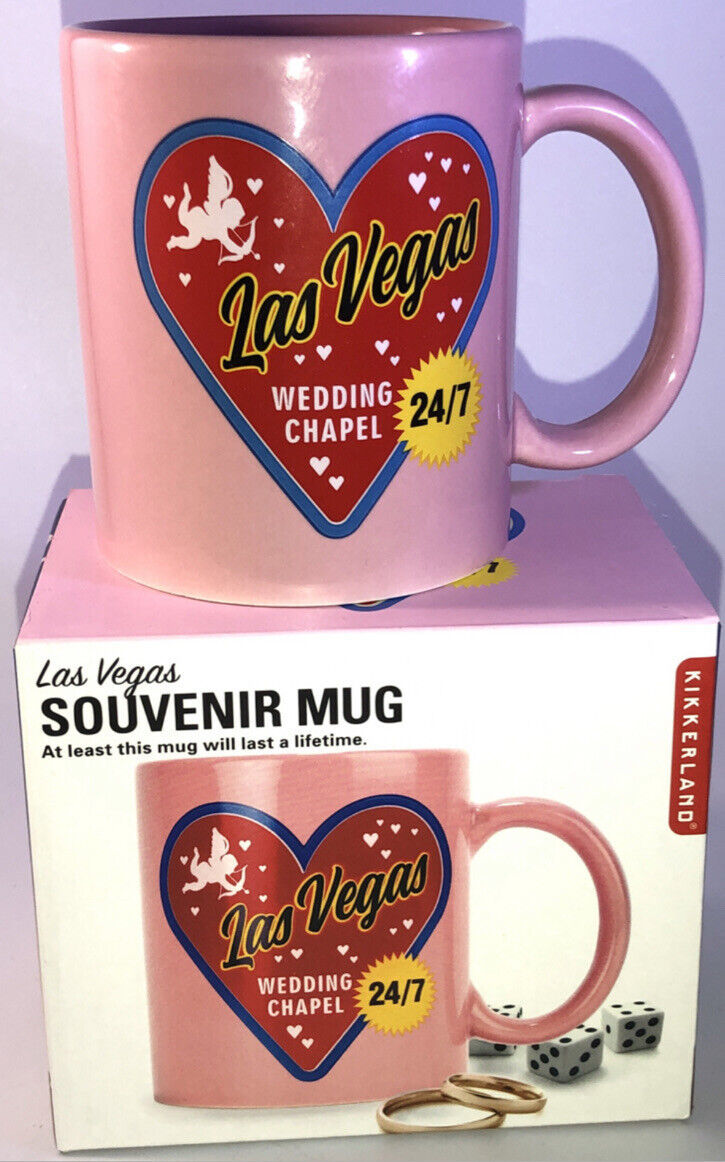 Las Vegas
WEDDING
CHAPEL
24/7
Las Vegas
SOUVENIR MUG
At least this mug will last a lifetime.
KIKKERLAND®
Las Vegas
WEDDING
CHAPEL
24/7